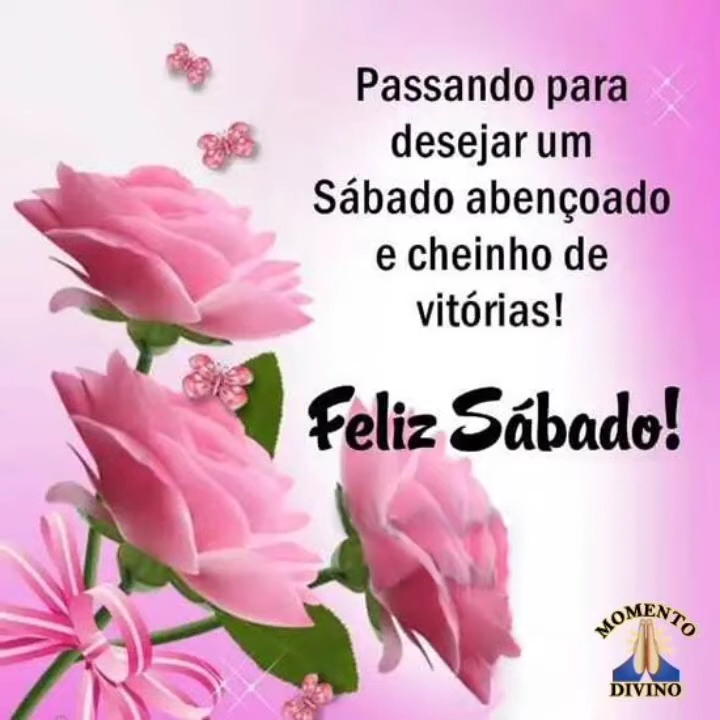 Passando para
desejar um
Sábado abençoado
e cheinho de
vitórias!
Feliz Sábado!
MOMENTO
DIVINO